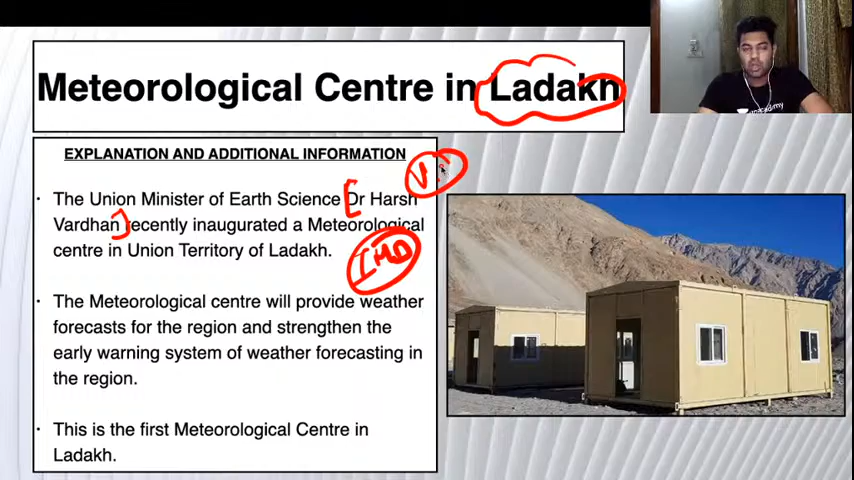 Meteorological Centre in Ladakh
EXPLANATION AND ADDITIONAL INFORMATION
· The Union Minister of Earth Science Dr Harsh
Vardhan recently inaugurated a Meteorological
centre in Union Territory of Ladakh.
IMD
· The Meteorological centre will provide weather
forecasts for the region and strengthen the
early warning system of weather forecasting in
the region.
· This is the first Meteorological Centre in
Ladakh.